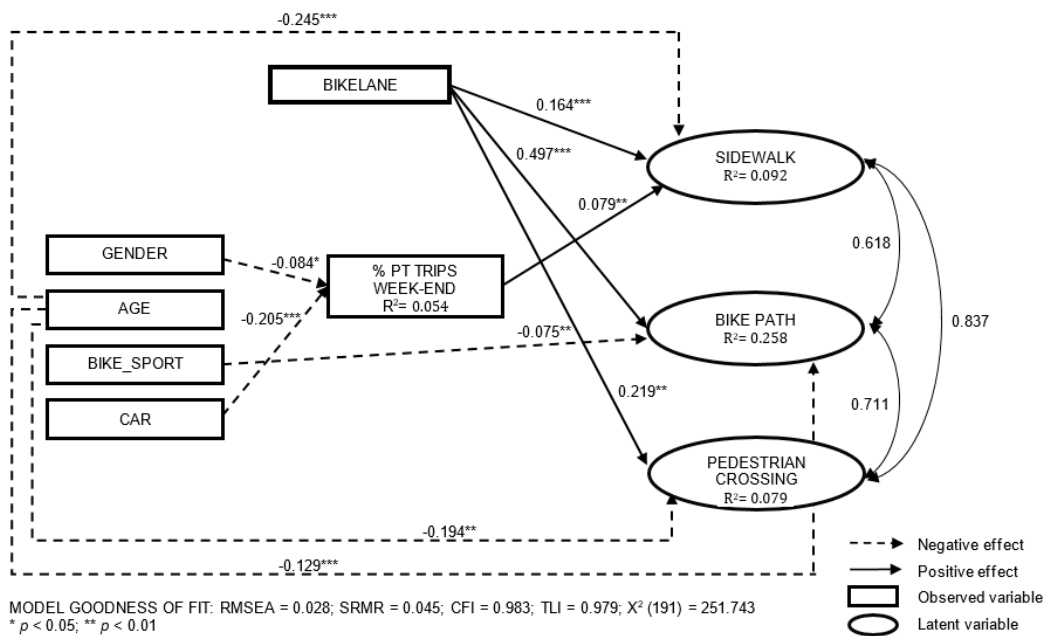 -0.245***
BIKELANE
0.164***
0.497***
SIDEWALK
R²= 0.092
0.079**
GENDER
-0.084*
% PT TRIPS
WEEK-END
R²= 0.054
0.618
AGE
-0.205***
BIKE PATH
R²= 0.258
0.837
-0.075**
BIKE_SPORT
0.219**
CAR
0.711
PEDESTRIAN
CROSSING
R²= 0.079
-0.194**
-0.129***
Negative effect
Positive effect
Observed variable
Latent variable
MODEL GOODNESS OF FIT: RMSEA = 0.028; SRMR = 0.045; CFI = 0.983; TLI = 0.979; X² (191) = 251.743
* p < 0.05; ** p < 0.01